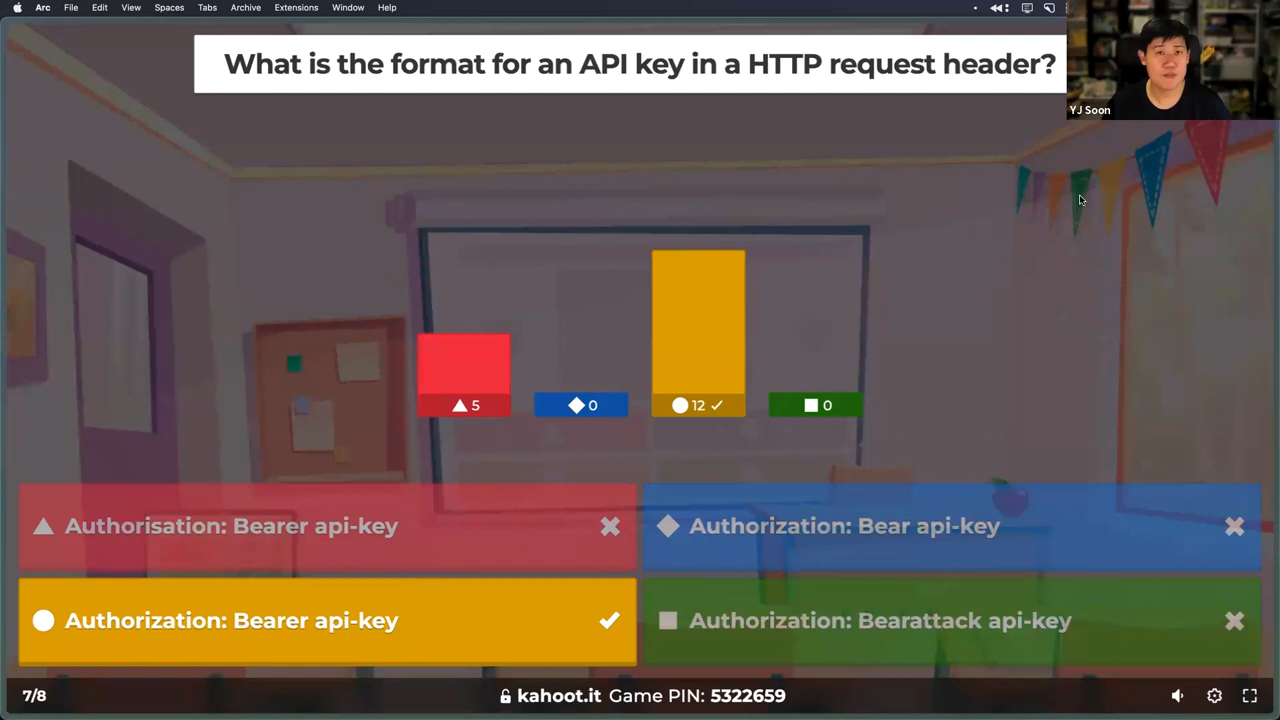 Arc File Edit View Spaces Tabs Archive Extensions Window Help
What is the format for an API key in a HTTP request header?
YJ Soon
5
0
12
0
Authorisation: Bearer api-key
Authorization: Bear api-key
Authorization: Bearer api-key
Authorization: Bearattack api-key
7/8
kahoot.it Game PIN: 5322659